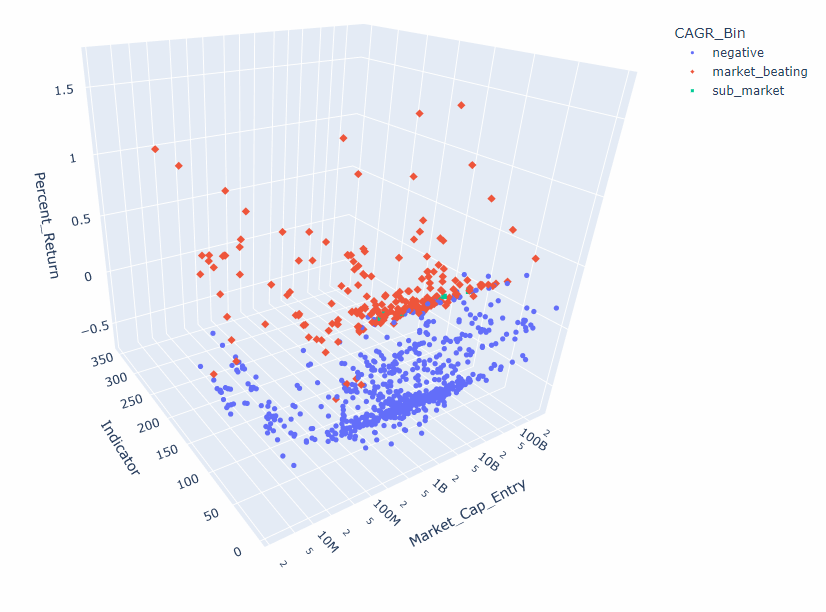 CAGR_Bin
negative
market_beating
sub_market
Percent_Return
1.5
1
0.5
0
−0.5
Indicator
350
300
250
200
150
100
50
0
Market_Cap_Entry
2
5
10M
2
5
100M
2
5
1B
2
5
10B
2
5
100B
2